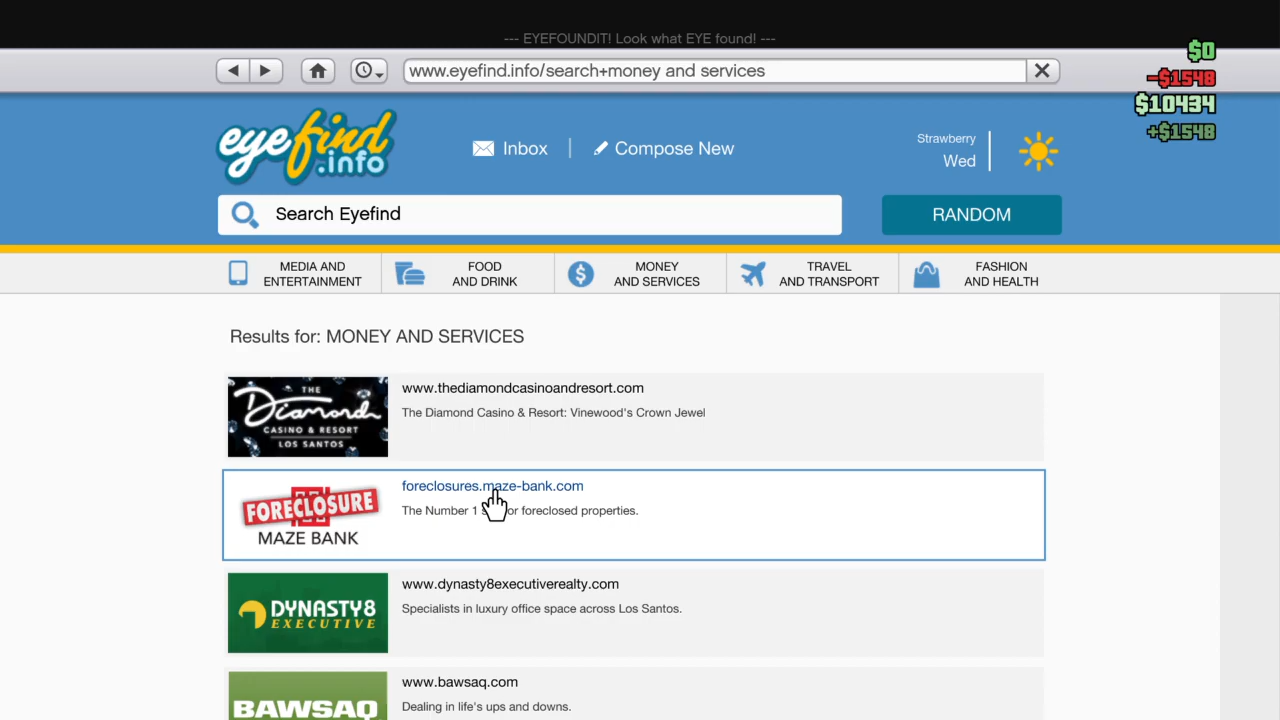 --- EYEFOUNDIT! Look what EYE found! ---
www.eyefind.info/search+money and services
$0
-$1548
$10434
+$1548
eyefind
.info
Inbox
Compose New
Strawberry
Wed
Search Eyefind
RANDOM
MEDIA AND
ENTERTAINMENT
FOOD
AND DRINK
MONEY
AND SERVICES
TRAVEL
AND TRANSPORT
FASHION
AND HEALTH
Results for: MONEY AND SERVICES
THE
Diamond
CASINO & RESORT
LOS SANTOS
www.thediamondcasinoandresort.com
The Diamond Casino & Resort: Vinewood's Crown Jewel
FORECLOSURE
MAZE BANK
foreclosures.maze-bank.com
The Number 1 for foreclosed properties.
DYNASTY8
EXECUTIVE
www.dynasty8executiverealty.com
Specialists in luxury office space across Los Santos.
BAWSAQ
www.bawsaq.com
Dealing in life's ups and downs.